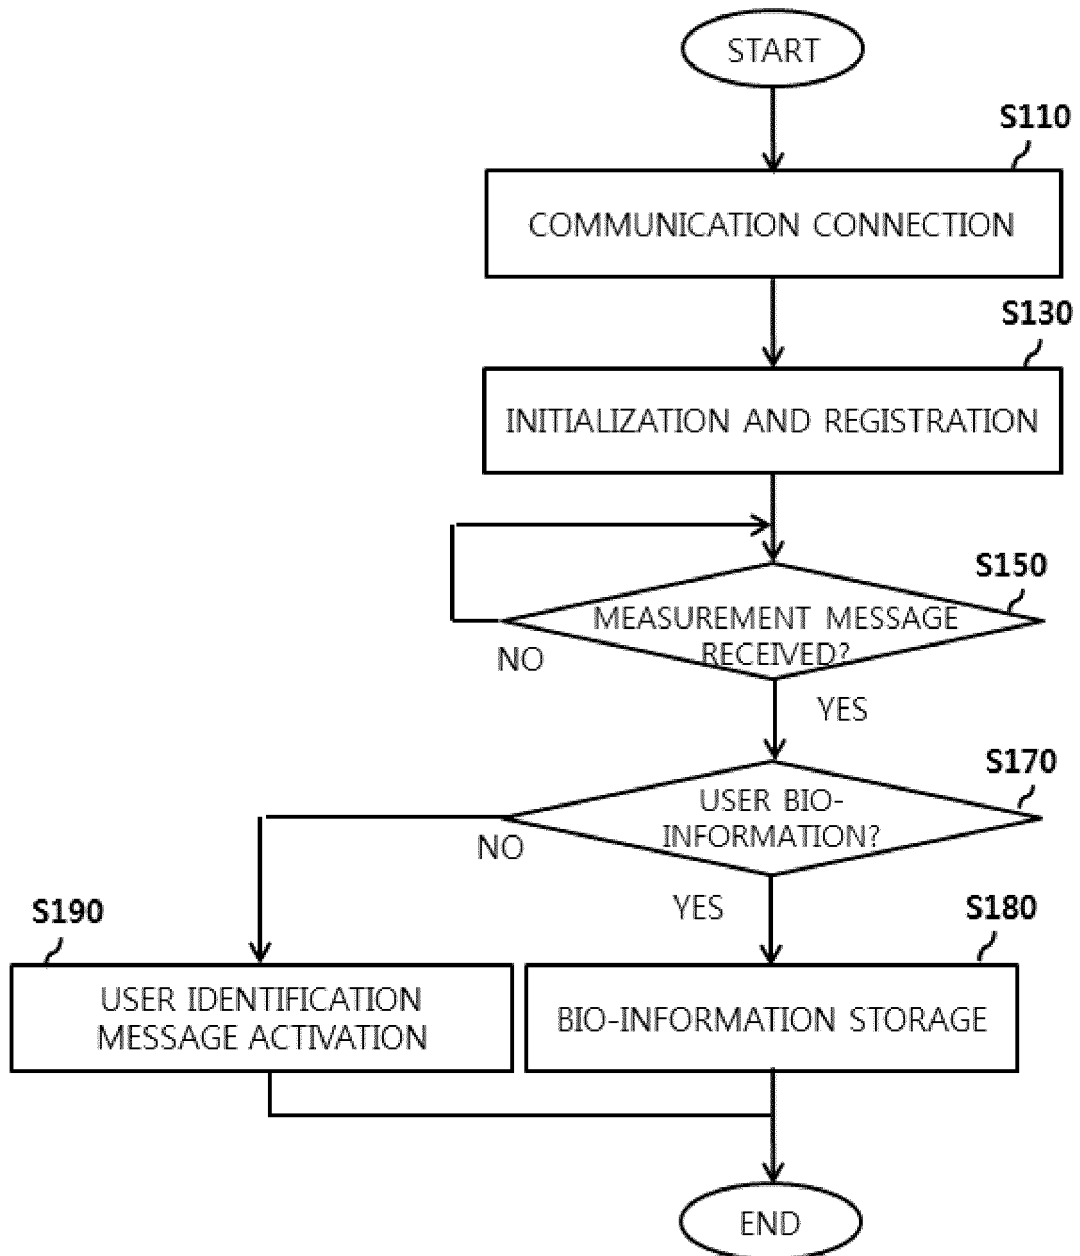 START
S110
COMMUNICATION CONNECTION
S130
INITIALIZATION AND REGISTRATION
S150
MEASUREMENT MESSAGE
RECEIVED?
NO
YES
S170
USER BIO-
INFORMATION?
NO
YES
S190
S180
USER IDENTIFICATION
MESSAGE ACTIVATION
BIO-INFORMATION STORAGE
END